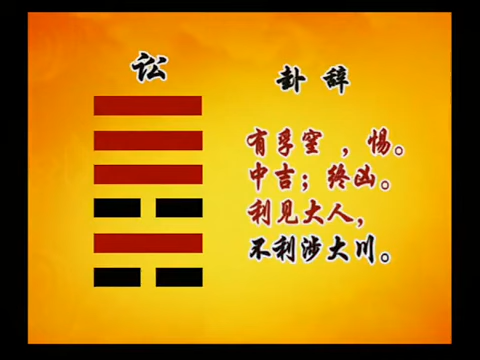 讼
卦辞
有孚窒，惕。
中吉；终凶。
利见大人，
不利涉大川。